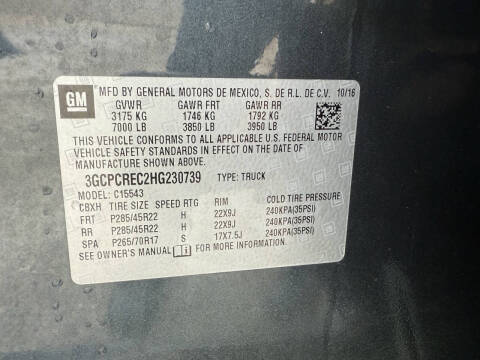 GM
MFD BY GENERAL MOTORS DE MEXICO, S. DE R.L. DE C.V. 10/16
GVWR GAWR FRT GAWR RR
3175 KG 1746 KG 1792 KG
7000 LB 3850 LB 3950 LB
THIS VEHICLE CONFORMS TO ALL APPLICABLE U.S. FEDERAL MOTOR
VEHICLE SAFETY STANDARDS IN EFFECT ON THE DATE OF
MANUFACTURE SHOWN ABOVE.
3GCPCREC2HG230739 TYPE: TRUCK
MODEL: C15543
CBXH TIRE SIZE SPEED RTG RIM COLD TIRE PRESSURE
FRT P285/45R22 H 22X9J 240KPA(35PSI)
RR P285/45R22 H 22X9J 240KPA(35PSI)
SPA P265/70R17 S 17X7.5J 240KPA(35PSI)
SEE OWNER'S MANUAL FOR MORE INFORMATION.